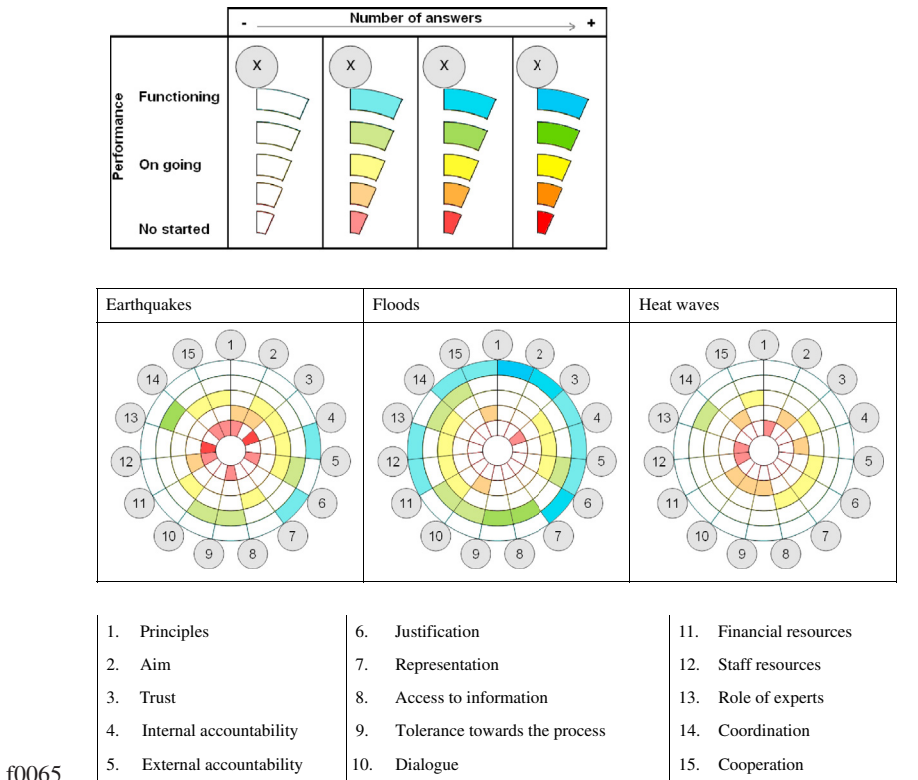 - Number of answers +
Performance
X X X X
Functioning
On going
No started
Earthquakes Floods Heat waves
1 2 3 4 5 6 7 8 9 10 11 12 13 14 15
1 2 3 4 5 6 7 8 9 10 11 12 13 14 15
1 2 3 4 5 6 7 8 9 10 11 12 13 14 15
1. Principles 6. Justification 11. Financial resources
2. Aim 7. Representation 12. Staff resources
3. Trust 8. Access to information 13. Role of experts
4. Internal accountability 9. Tolerance towards the process 14. Coordination
5. External accountability 10. Dialogue 15. Cooperation
f0065